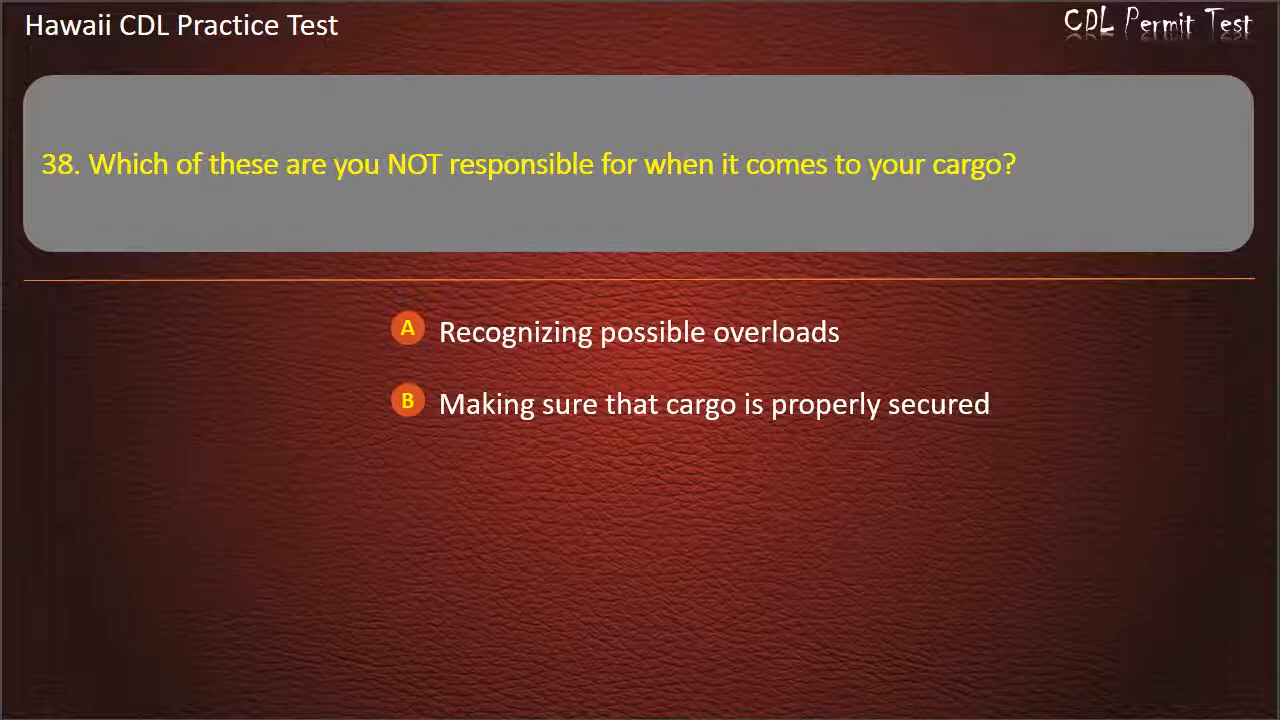 Hawaii CDL Practice Test
CDL Permit Test
38. Which of these are you NOT responsible for when it comes to your cargo?
A Recognizing possible overloads
B Making sure that cargo is properly secured